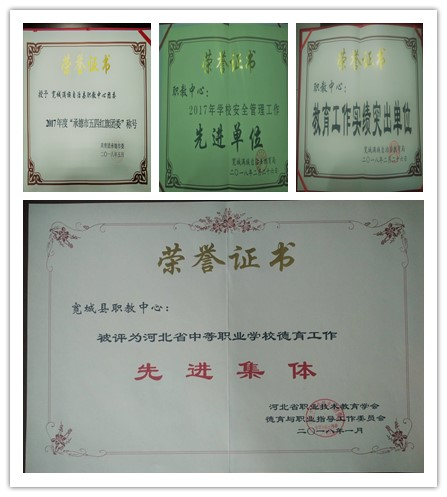 荣誉证书
授予 宽城满族自治县职教中心团委
2017年度“承德市五四红旗团委”称号
荣誉证书
职教中心：
2017年学校安全管理工作
先进单位
荣誉证书
职教中心：
教育工作实绩突出单位
荣誉证书
宽城县职教中心：
被评为河北省中等职业学校德育工作
先进集体
河北省职业技术教育学会
德育与职业指导工作委员会
二〇一八年一月